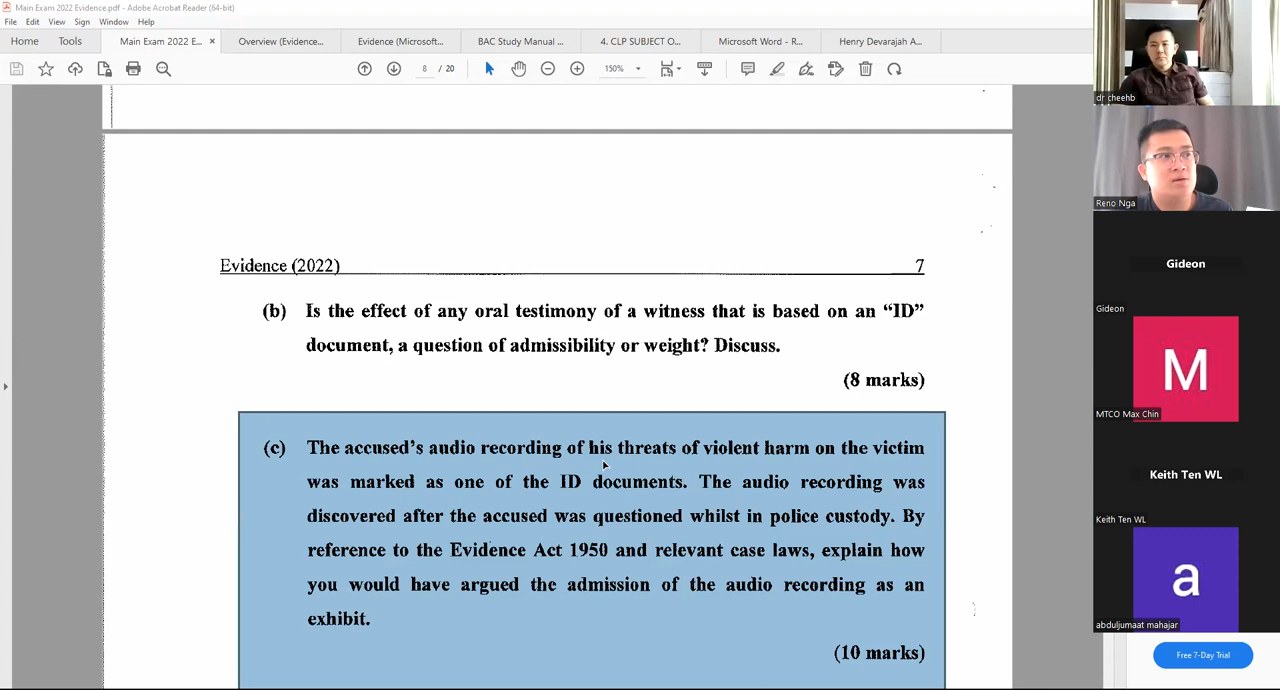 Main Exam 2022 Evidence.pdf - Adobe Acrobat Reader (64-bit)
File Edit View Sign Window Help
Home Tools Main Exam 2022 E... × Overview (Evidence... Evidence (Microsoft... BAC Study Manual ... 4. CLP SUBJECT O... Microsoft Word - R... Henry Devarajah A...
8 / 20 150%
Evidence (2022) 7
(b) Is the effect of any oral testimony of a witness that is based on an “ID”
document, a question of admissibility or weight? Discuss.
(8 marks)
(c) The accused’s audio recording of his threats of violent harm on the victim
was marked as one of the ID documents. The audio recording was
discovered after the accused was questioned whilst in police custody. By
reference to the Evidence Act 1950 and relevant case laws, explain how
you would have argued the admission of the audio recording as an
exhibit.
(10 marks)
dr cheehb
Reno Nga
Gideon
Gideon
M
MTCO Max Chin
Keith Ten WL
Keith Ten WL
a
abduljumaat mahajar
Free 7-Day Trial